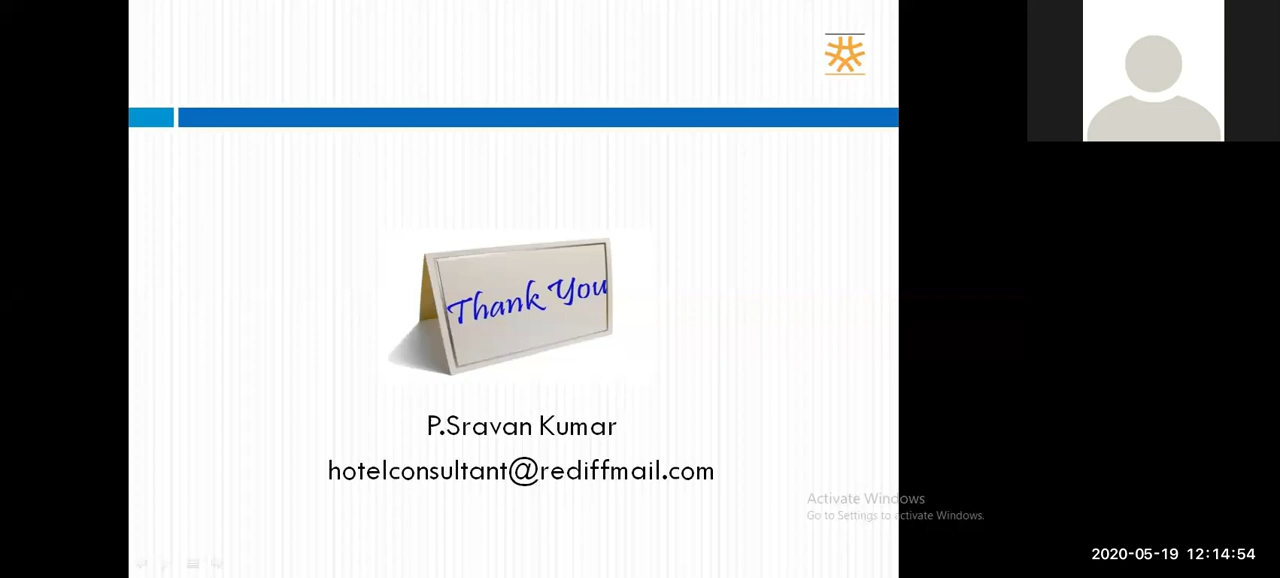 Thank You
P.Sravan Kumar
hotelconsultant@rediffmail.com
Activate Windows
Go to Settings to activate Windows.
2020-05-19 12:14:54